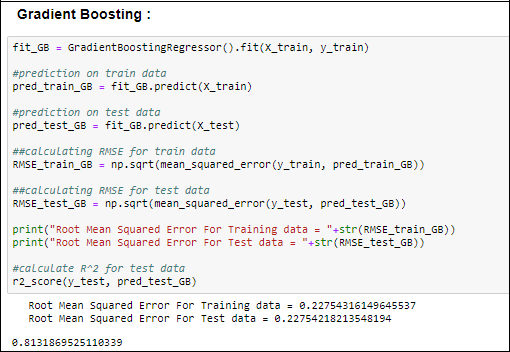 Gradient Boosting :
fit_GB = GradientBoostingRegressor().fit(X_train, y_train)
#prediction on train data
pred_train_GB = fit_GB.predict(X_train)
#prediction on test data
pred_test_GB = fit_GB.predict(X_test)
##calculating RMSE for train data
RMSE_train_GB = np.sqrt(mean_squared_error(y_train, pred_train_GB))
##calculating RMSE for test data
RMSE_test_GB = np.sqrt(mean_squared_error(y_test, pred_test_GB))
print("Root Mean Squared Error For Training data = "+str(RMSE_train_GB))
print("Root Mean Squared Error For Test data = "+str(RMSE_test_GB))
#calculate R^2 for test data
r2_score(y_test, pred_test_GB)
Root Mean Squared Error For Training data = 0.22754316149645537
Root Mean Squared Error For Test data = 0.22754218213548194
0.8131869525110339